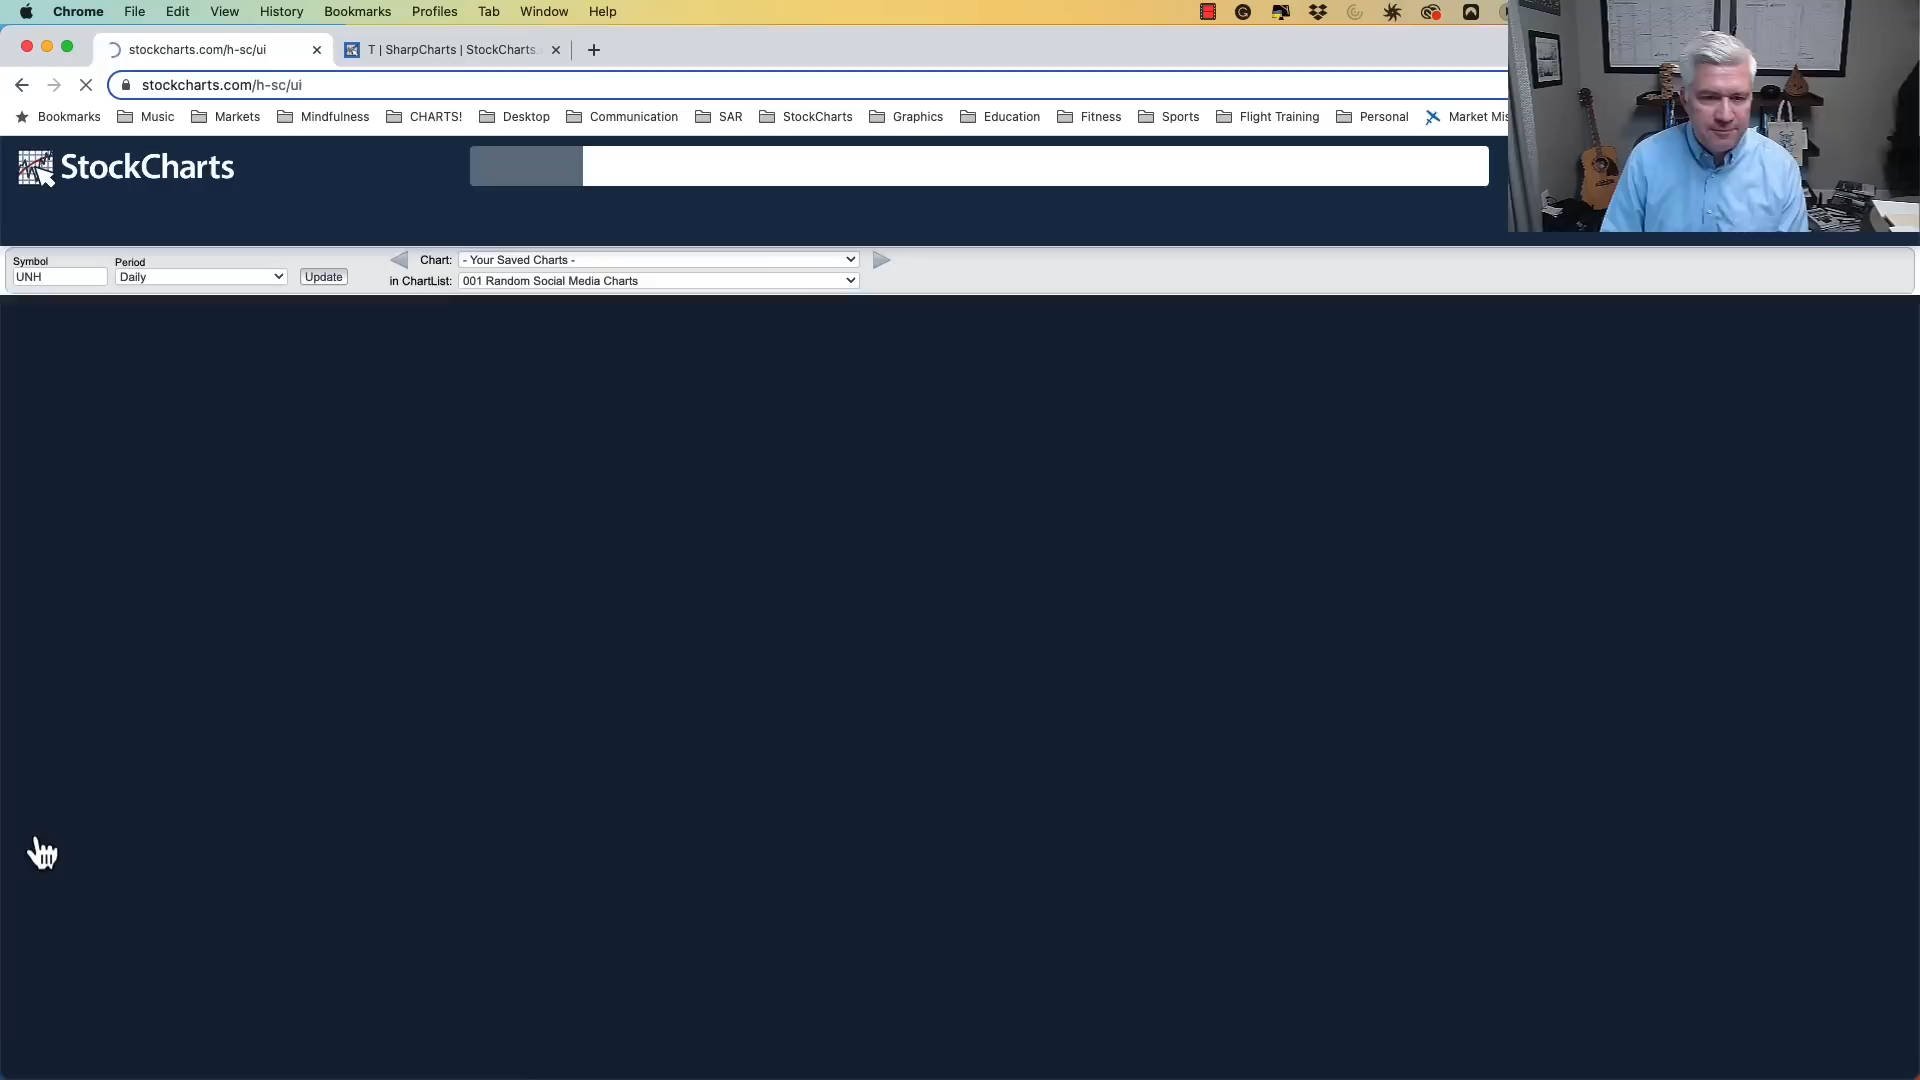 Chrome File Edit View History Bookmarks Profiles Tab Window Help
stockcharts.com/h-sc/ui T | SharpCharts | StockCharts.
stockcharts.com/h-sc/ui
Bookmarks Music Markets Mindfulness CHARTS! Desktop Communication SAR StockCharts Graphics Education Fitness Sports Flight Training Personal Market Mis
StockCharts
Symbol Period Chart: - Your Saved Charts -
UNH Daily Update in ChartList: 001 Random Social Media Charts